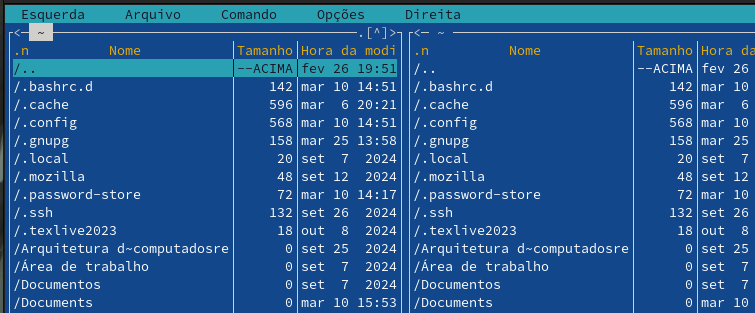 Esquerda Arquivo Comando Opções Direita
<─ ~ .[^]> <─ ~
.n Nome Tamanho Hora da modi .n Nome Tamanho Hora da
/.. --ACIMA fev 26 19:51 /.. --ACIMA fev 26
/.bashrc.d 142 mar 10 14:51 /.bashrc.d 142 mar 10
/.cache 596 mar 6 20:21 /.cache 596 mar 6
/.config 568 mar 10 14:51 /.config 568 mar 10
/.gnupg 158 mar 25 13:58 /.gnupg 158 mar 25
/.local 20 set 7 2024 /.local 20 set 7
/.mozilla 48 set 12 2024 /.mozilla 48 set 12
/.password-store 72 mar 10 14:17 /.password-store 72 mar 10
/.ssh 132 set 26 2024 /.ssh 132 set 26
/.texlive2023 18 out 8 2024 /.texlive2023 18 out 8
/Arquitetura d~computadosre 0 set 25 2024 /Arquitetura d~computadosre 0 set 25
/Área de trabalho 0 set 7 2024 /Área de trabalho 0 set 7
/Documentos 0 set 7 2024 /Documentos 0 set 7
/Documents 0 mar 10 15:53 /Documents 0 mar 10